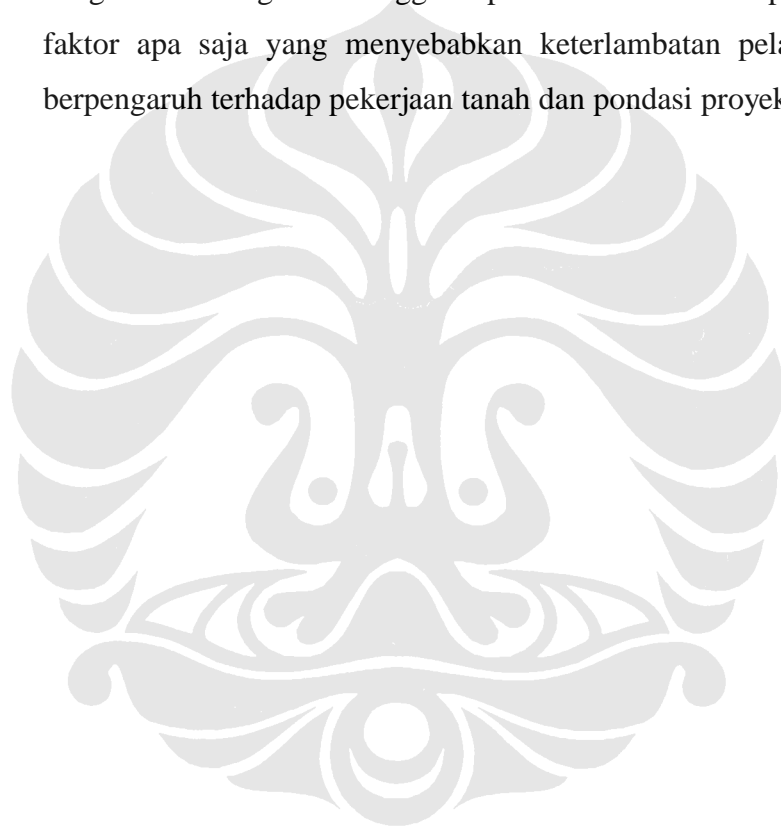 faktor apa saja yang menyebabkan keterlambatan pela
berpengaruh terhadap pekerjaan tanah dan pondasi proyek